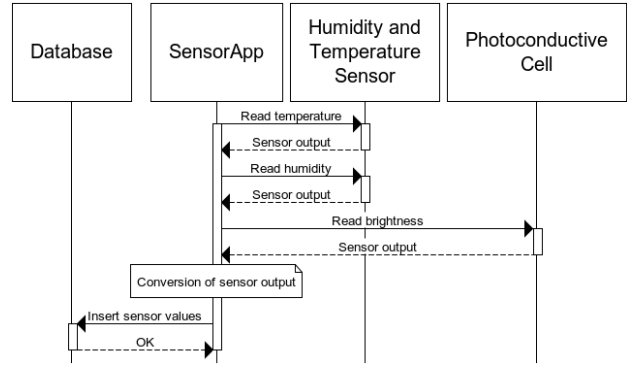 Database
SensorApp
Humidity and
Temperature
Sensor
Photoconductive
Cell
Read temperature
Sensor output
Read humidity
Sensor output
Read brightness
Sensor output
Conversion of sensor output
Insert sensor values
OK